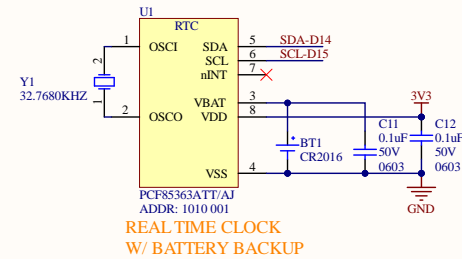 U1
RTC
1 OSCI SDA 5 SDA-D14
SCL 6 SCL-D15
nINT 7
2
Y1
32.7680KHZ
1
2 OSCO VBAT 3
VDD 8
3V3
C11 C12
0.1uF 0.1uF
50V 50V
0603 0603
BT1
CR2016
VSS 4
GND
PCF85363ATT/AJ
ADDR: 1010 001
REAL TIME CLOCK
W/ BATTERY BACKUP